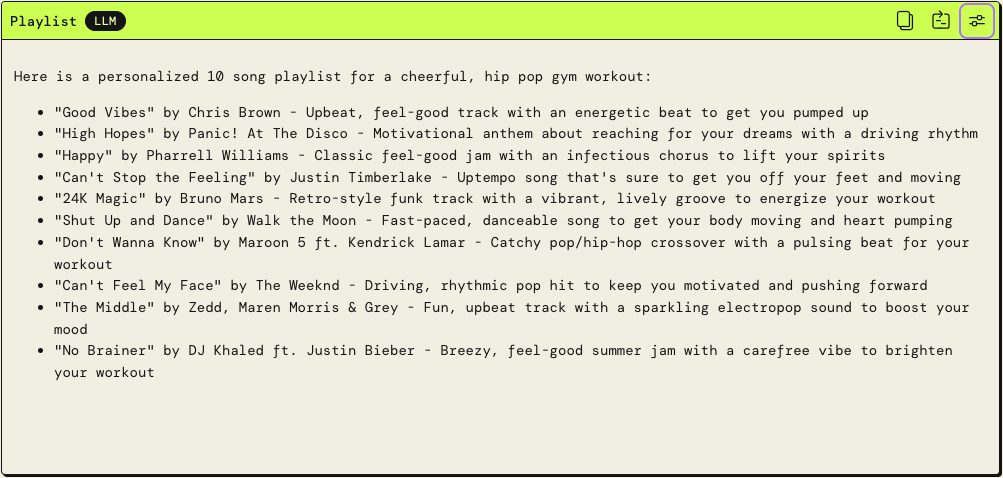 Playlist LLM
Here is a personalized 10 song playlist for a cheerful, hip pop gym workout:
• "Good Vibes" by Chris Brown - Upbeat, feel-good track with an energetic beat to get you pumped up
• "High Hopes" by Panic! At The Disco - Motivational anthem about reaching for your dreams with a driving rhythm
• "Happy" by Pharrell Williams - Classic feel-good jam with an infectious chorus to lift your spirits
• "Can't Stop the Feeling" by Justin Timberlake - Uptempo song that's sure to get you off your feet and moving
• "24K Magic" by Bruno Mars - Retro-style funk track with a vibrant, lively groove to energize your workout
• "Shut Up and Dance" by Walk the Moon - Fast-paced, danceable song to get your body moving and heart pumping
• "Don't Wanna Know" by Maroon 5 ft. Kendrick Lamar - Catchy pop/hip-hop crossover with a pulsing beat for your
workout
• "Can't Feel My Face" by The Weeknd - Driving, rhythmic pop hit to keep you motivated and pushing forward
• "The Middle" by Zedd, Maren Morris & Grey - Fun, upbeat track with a sparkling electropop sound to boost your
mood
• "No Brainer" by DJ Khaled ft. Justin Bieber - Breezy, feel-good summer jam with a carefree vibe to brighten
your workout